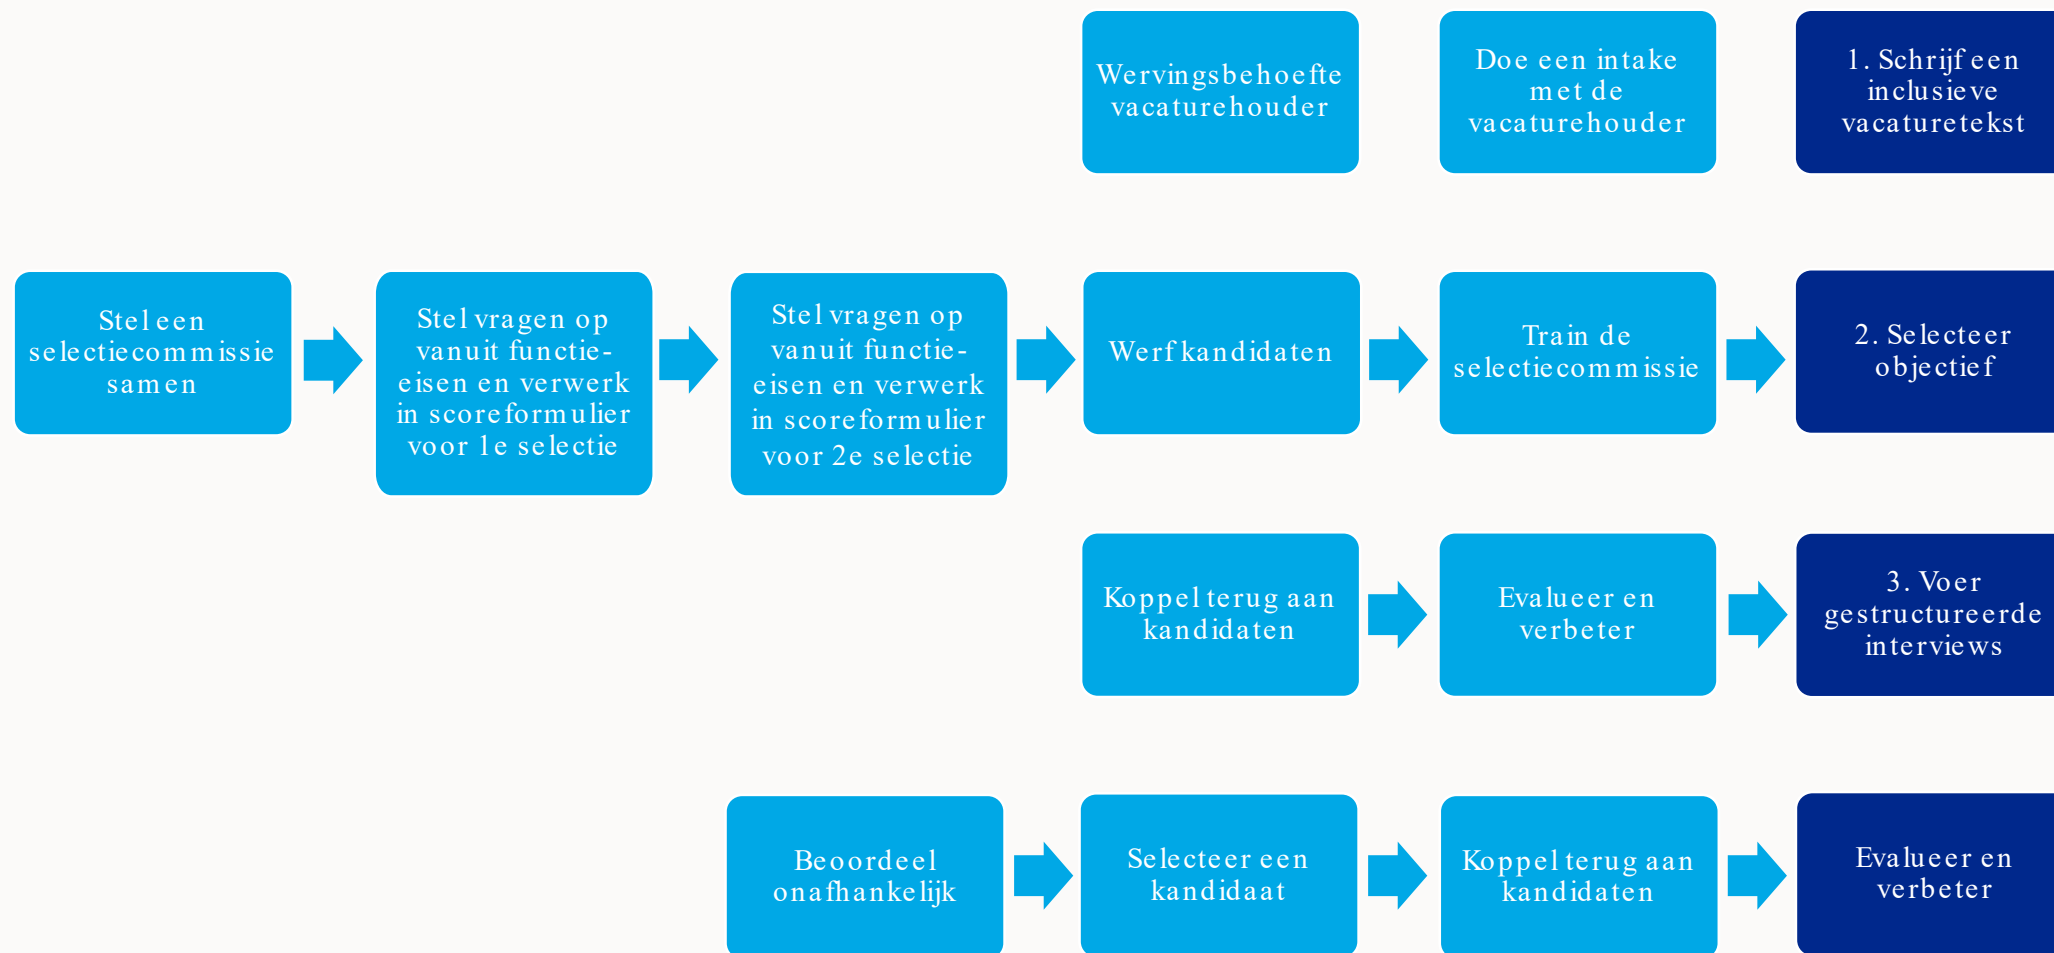 Wervingsbehoefte
vacaturehouder
Doe een intake
met de
vacaturehouder
1. Schrijf een
inclusieve
vacaturetekst
Stel een
selectiecommissie
samen
Stel vragen op
vanuit functie-
eisen en verwerk
in scoreformulier
voor 1e selectie
Stel vragen op
vanuit functie-
eisen en verwerk
in scoreformulier
voor 2e selectie
Werf kandidaten
Train de
selectiecommissie
2. Selecteer
objectief
Koppel terug aan
kandidaten
Evalueer en
verbeter
3. Voer
gestructureerde
interviews
Beoordeel
onafhankelijk
Selecteer een
kandidaat
Koppel terug aan
kandidaten
Evalueer en
verbeter